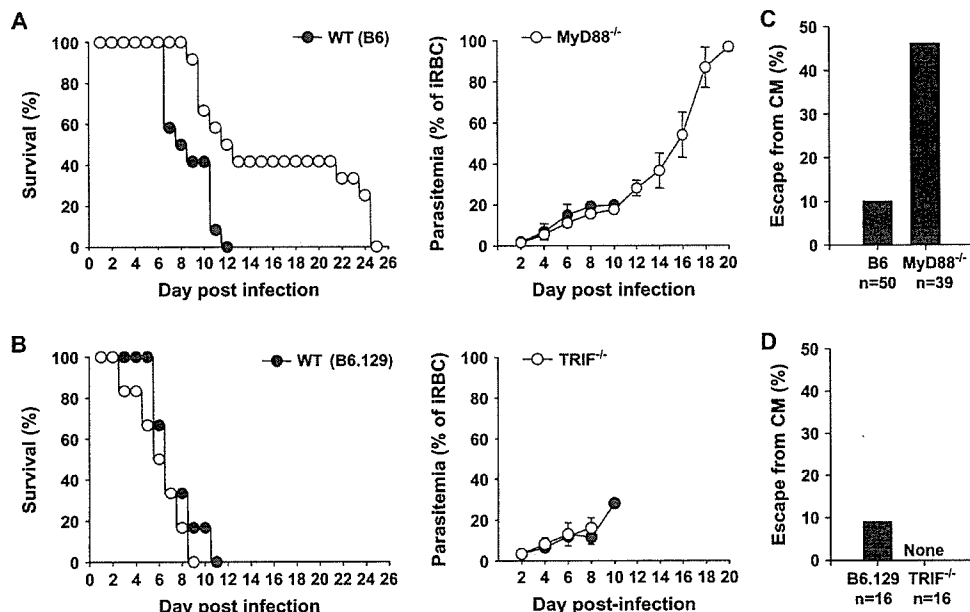 A
WT (B6)
MyD88-/-
Survival (%)
100
80
60
40
20
0
0 2 4 6 8 10 12 14 16 18 20 22 24 26
Day post infection
Parasitemia (% of iRBC)
100
80
60
40
20
0
2 4 6 8 10 12 14 16 18 20
Day post infection
C
Escape from CM (%)
50
40
30
20
10
0
B6 MyD88-/-
n=50 n=39
B
WT (B6.129)
TRIF-/-
Survival (%)
100
80
60
40
20
0
0 2 4 6 8 10 12 14 16 18 20 22 24 26
Day post infection
Parasitemia (% of iRBC)
100
80
60
40
20
0
2 4 6 8 10 12 14 16 18 20
Day post-infection
D
Escape from CM (%)
50
40
30
20
10
0
None
B6.129 TRIF-/-
n=16 n=16